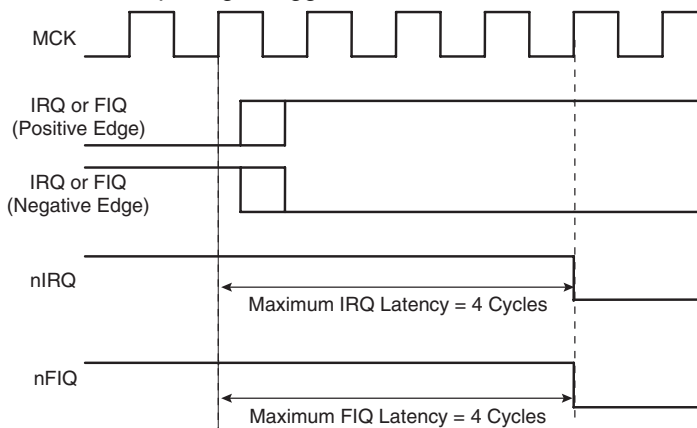 MCK
IRQ or FIQ
(Positive Edge)
IRQ or FIQ
(Negative Edge)
nIRQ
Maximum IRQ Latency = 4 Cycles
nFIQ
Maximum FIQ Latency = 4 Cycles